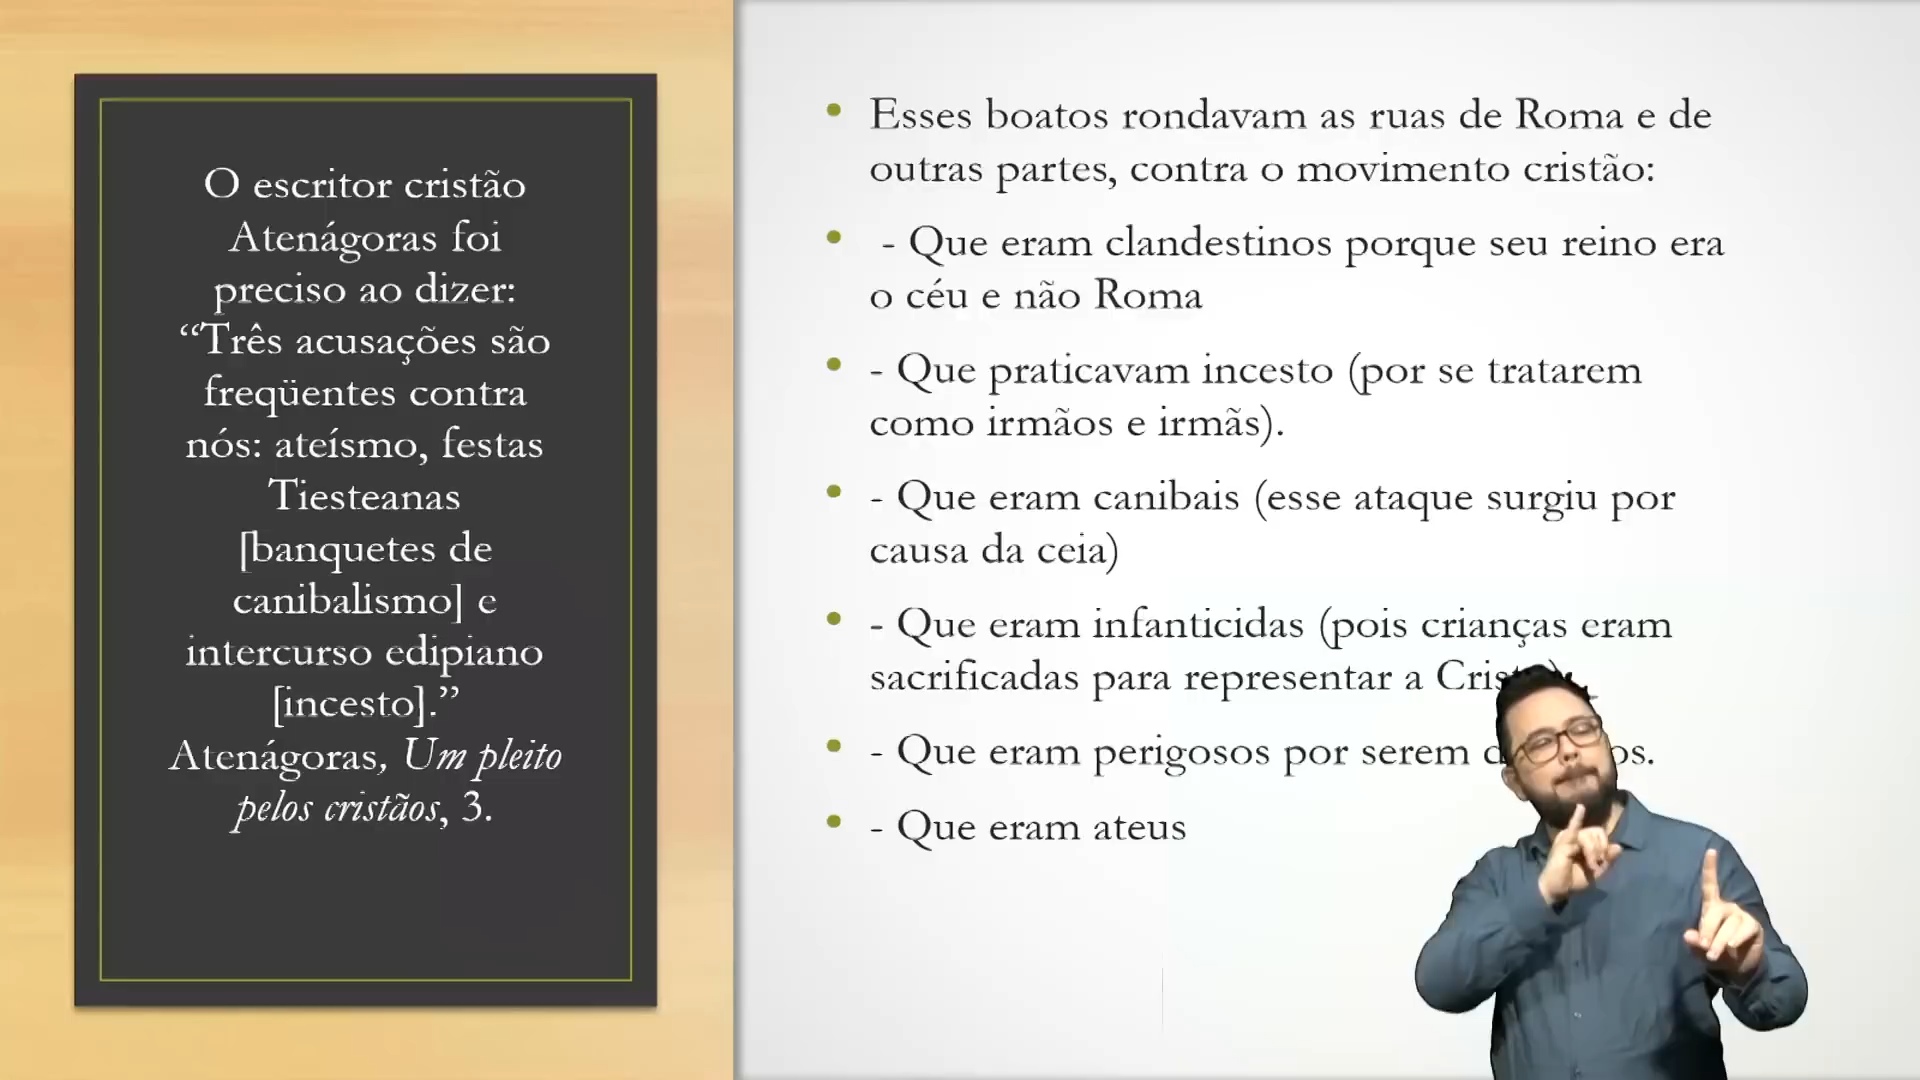 O escritor cristão
Atenágoras foi
preciso ao dizer:
“Três acusações são
freqüentes contra
nós: ateísmo, festas
Tiesteanas
[banquetes de
canibalismo] e
intercurso edipiano
[incesto].”
Atenágoras, Um pleito
pelos cristãos, 3.
• Esses boatos rondavam as ruas de Roma e de
outras partes, contra o movimento cristão:
• - Que eram clandestinos porque seu reino era
o céu e não Roma
• - Que praticavam incesto (por se tratarem
como irmãos e irmãs).
• - Que eram canibais (esse ataque surgiu por
causa da ceia)
• - Que eram infanticidas (pois crianças eram
sacrificadas para representar a
• - Que eram perigosos por serem
• - Que eram ateus